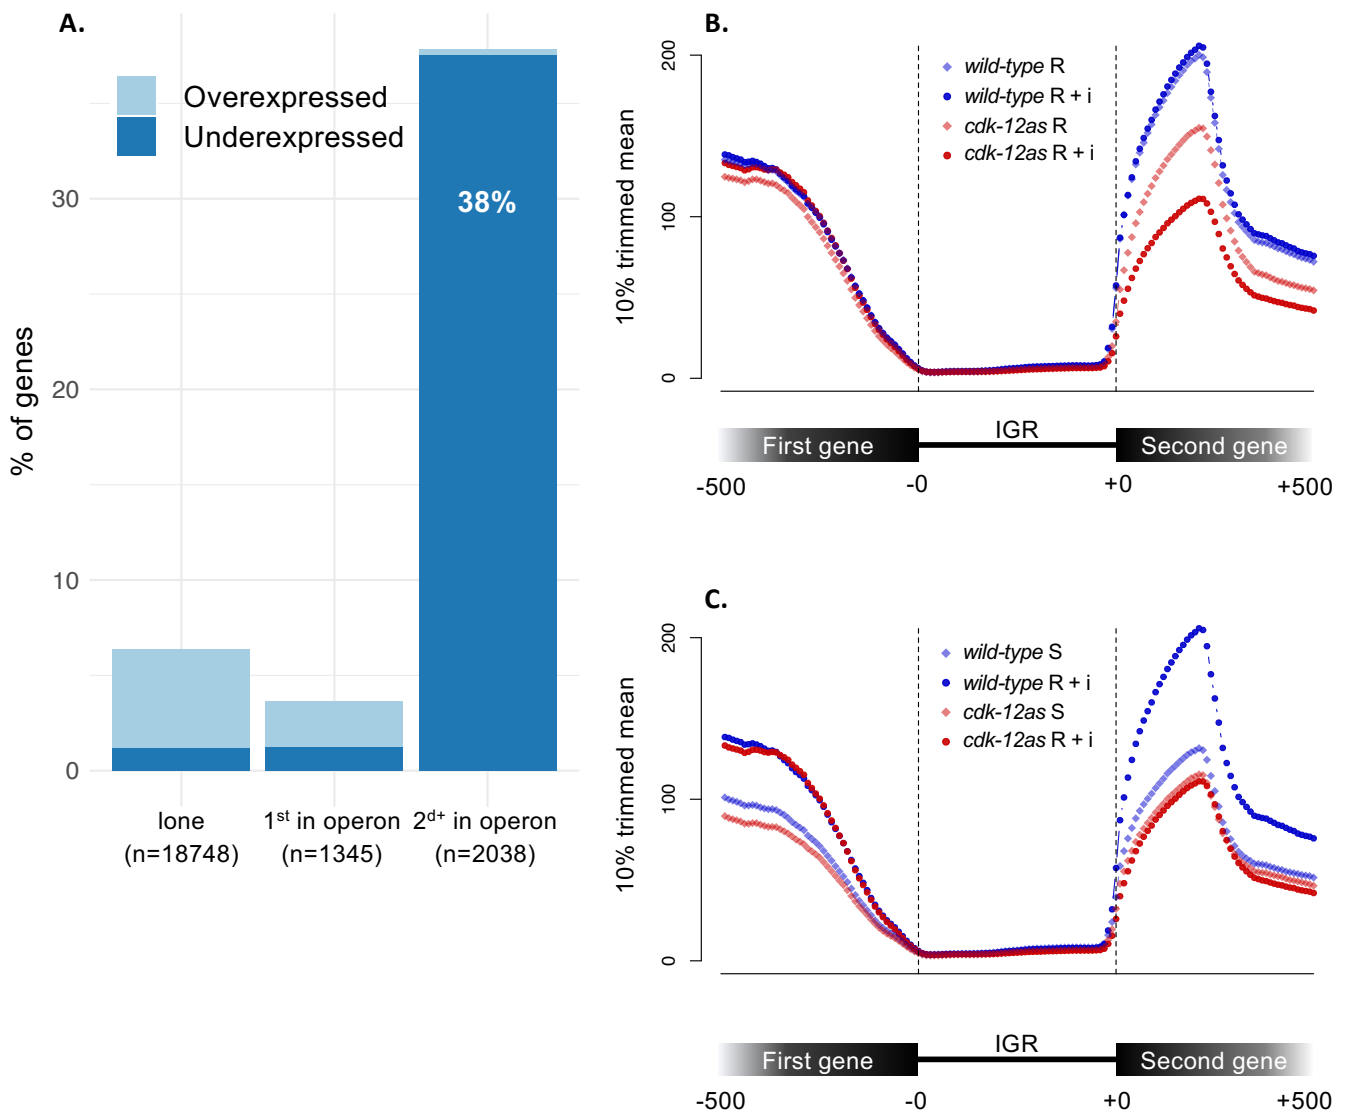 A.
Overexpressed
Underexpressed
38%
% of genes
30
20
10
0
lone
(n=18748)
1st in operon
(n=1345)
2d+ in operon
(n=2038)
B.
10% trimmed mean
200
100
0
wild-type R
wild-type R + i
cdk-12as R
cdk-12as R + i
IGR
First gene
Second gene
-500
-0
+0
+500
C.
10% trimmed mean
200
100
0
wild-type S
wild-type R + i
cdk-12as S
cdk-12as R + i
IGR
First gene
Second gene
-500
-0
+0
+500